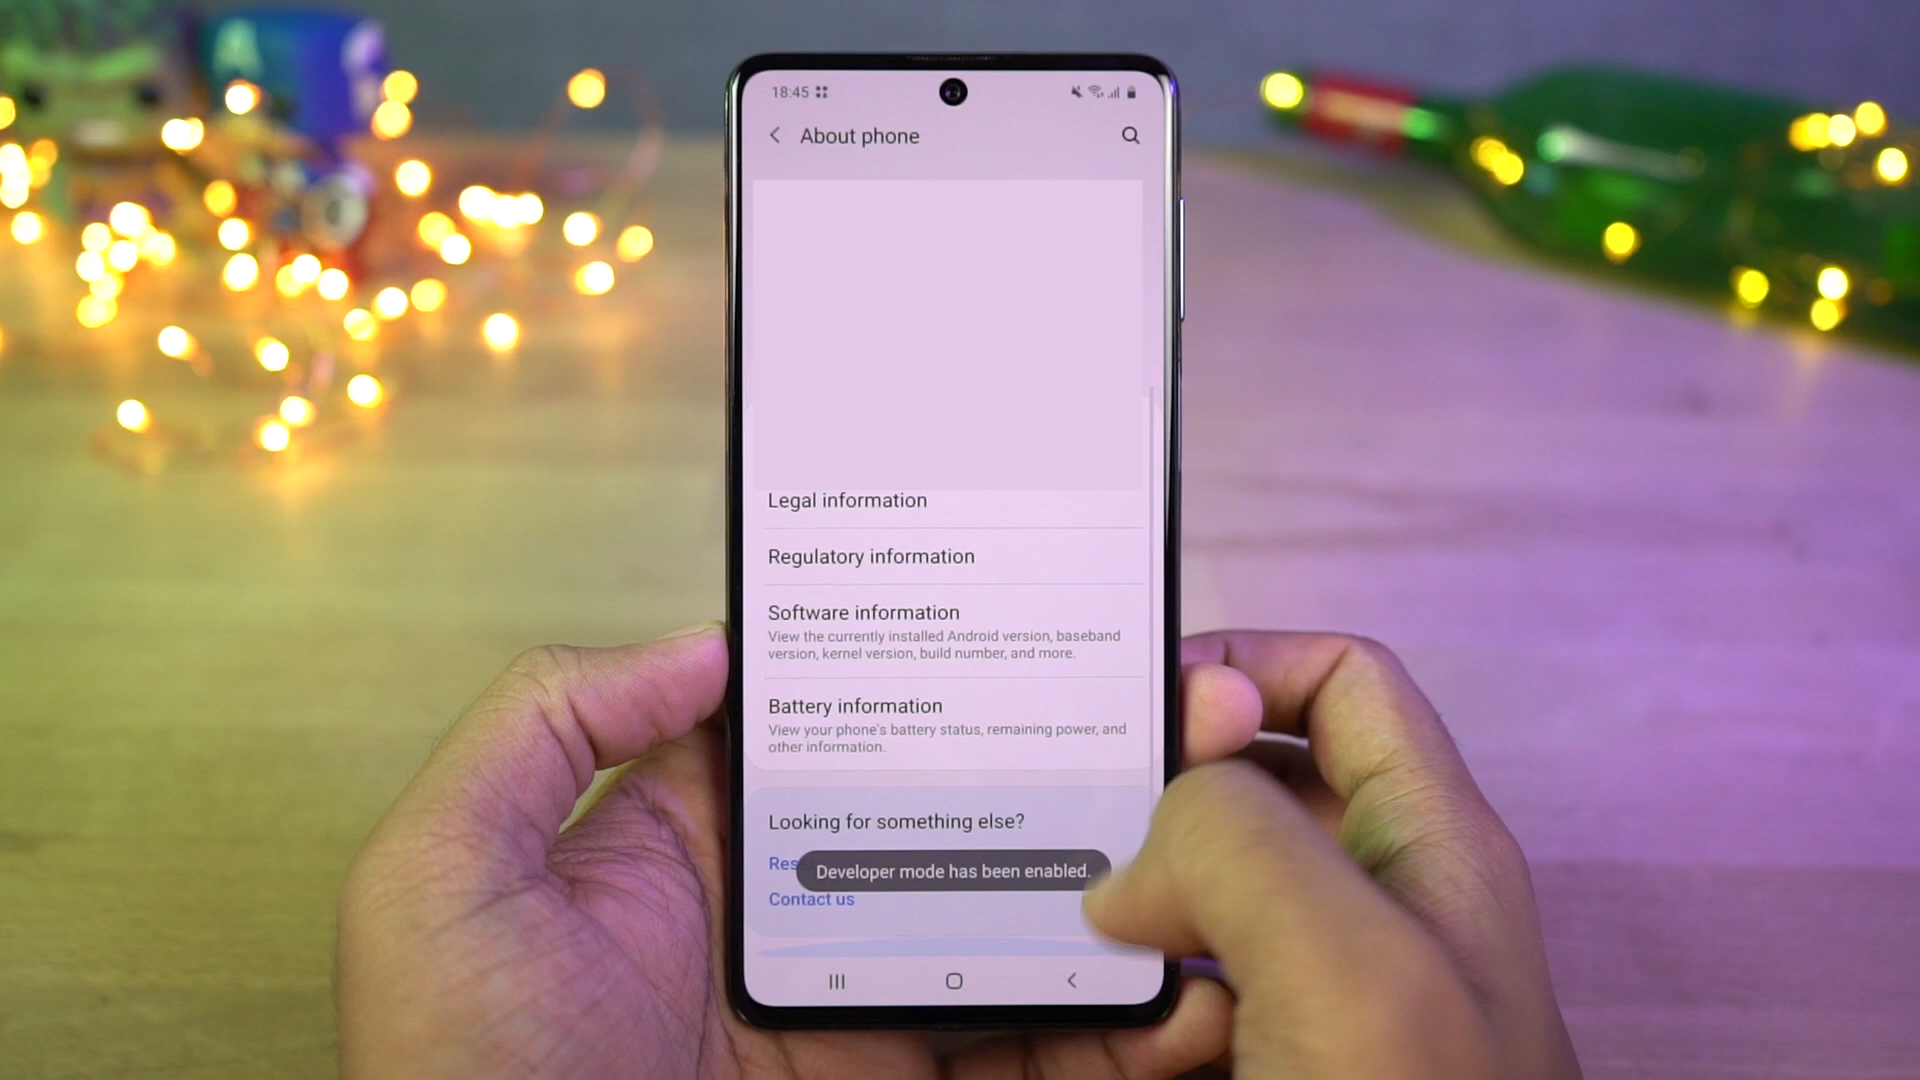 18:45
About phone
Legal information
Regulatory information
Software information
View the currently installed Android version, baseband
version, kernel version, build number, and more.
Battery information
View your phone's battery status, remaining power, and
other information.
Looking for something else?
Res
Developer mode has been enabled.
Contact us